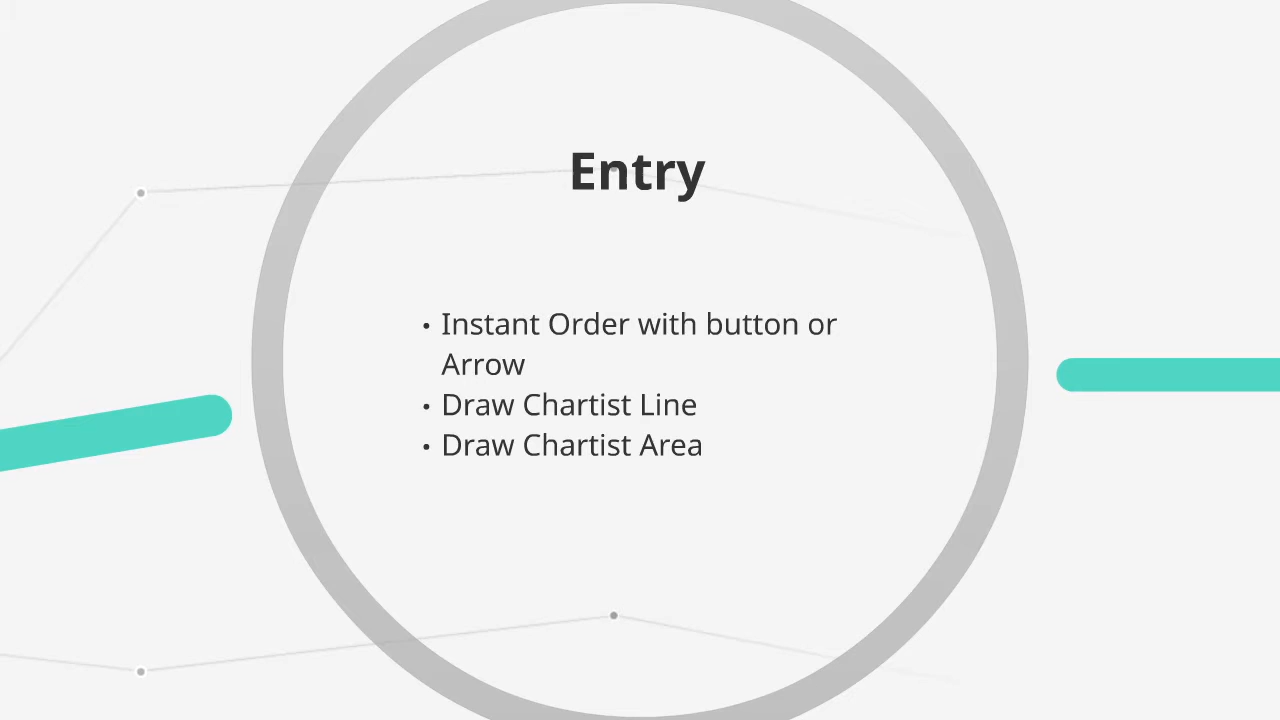 Entry
• Instant Order with button or
Arrow
• Draw Chartist Line
• Draw Chartist Area